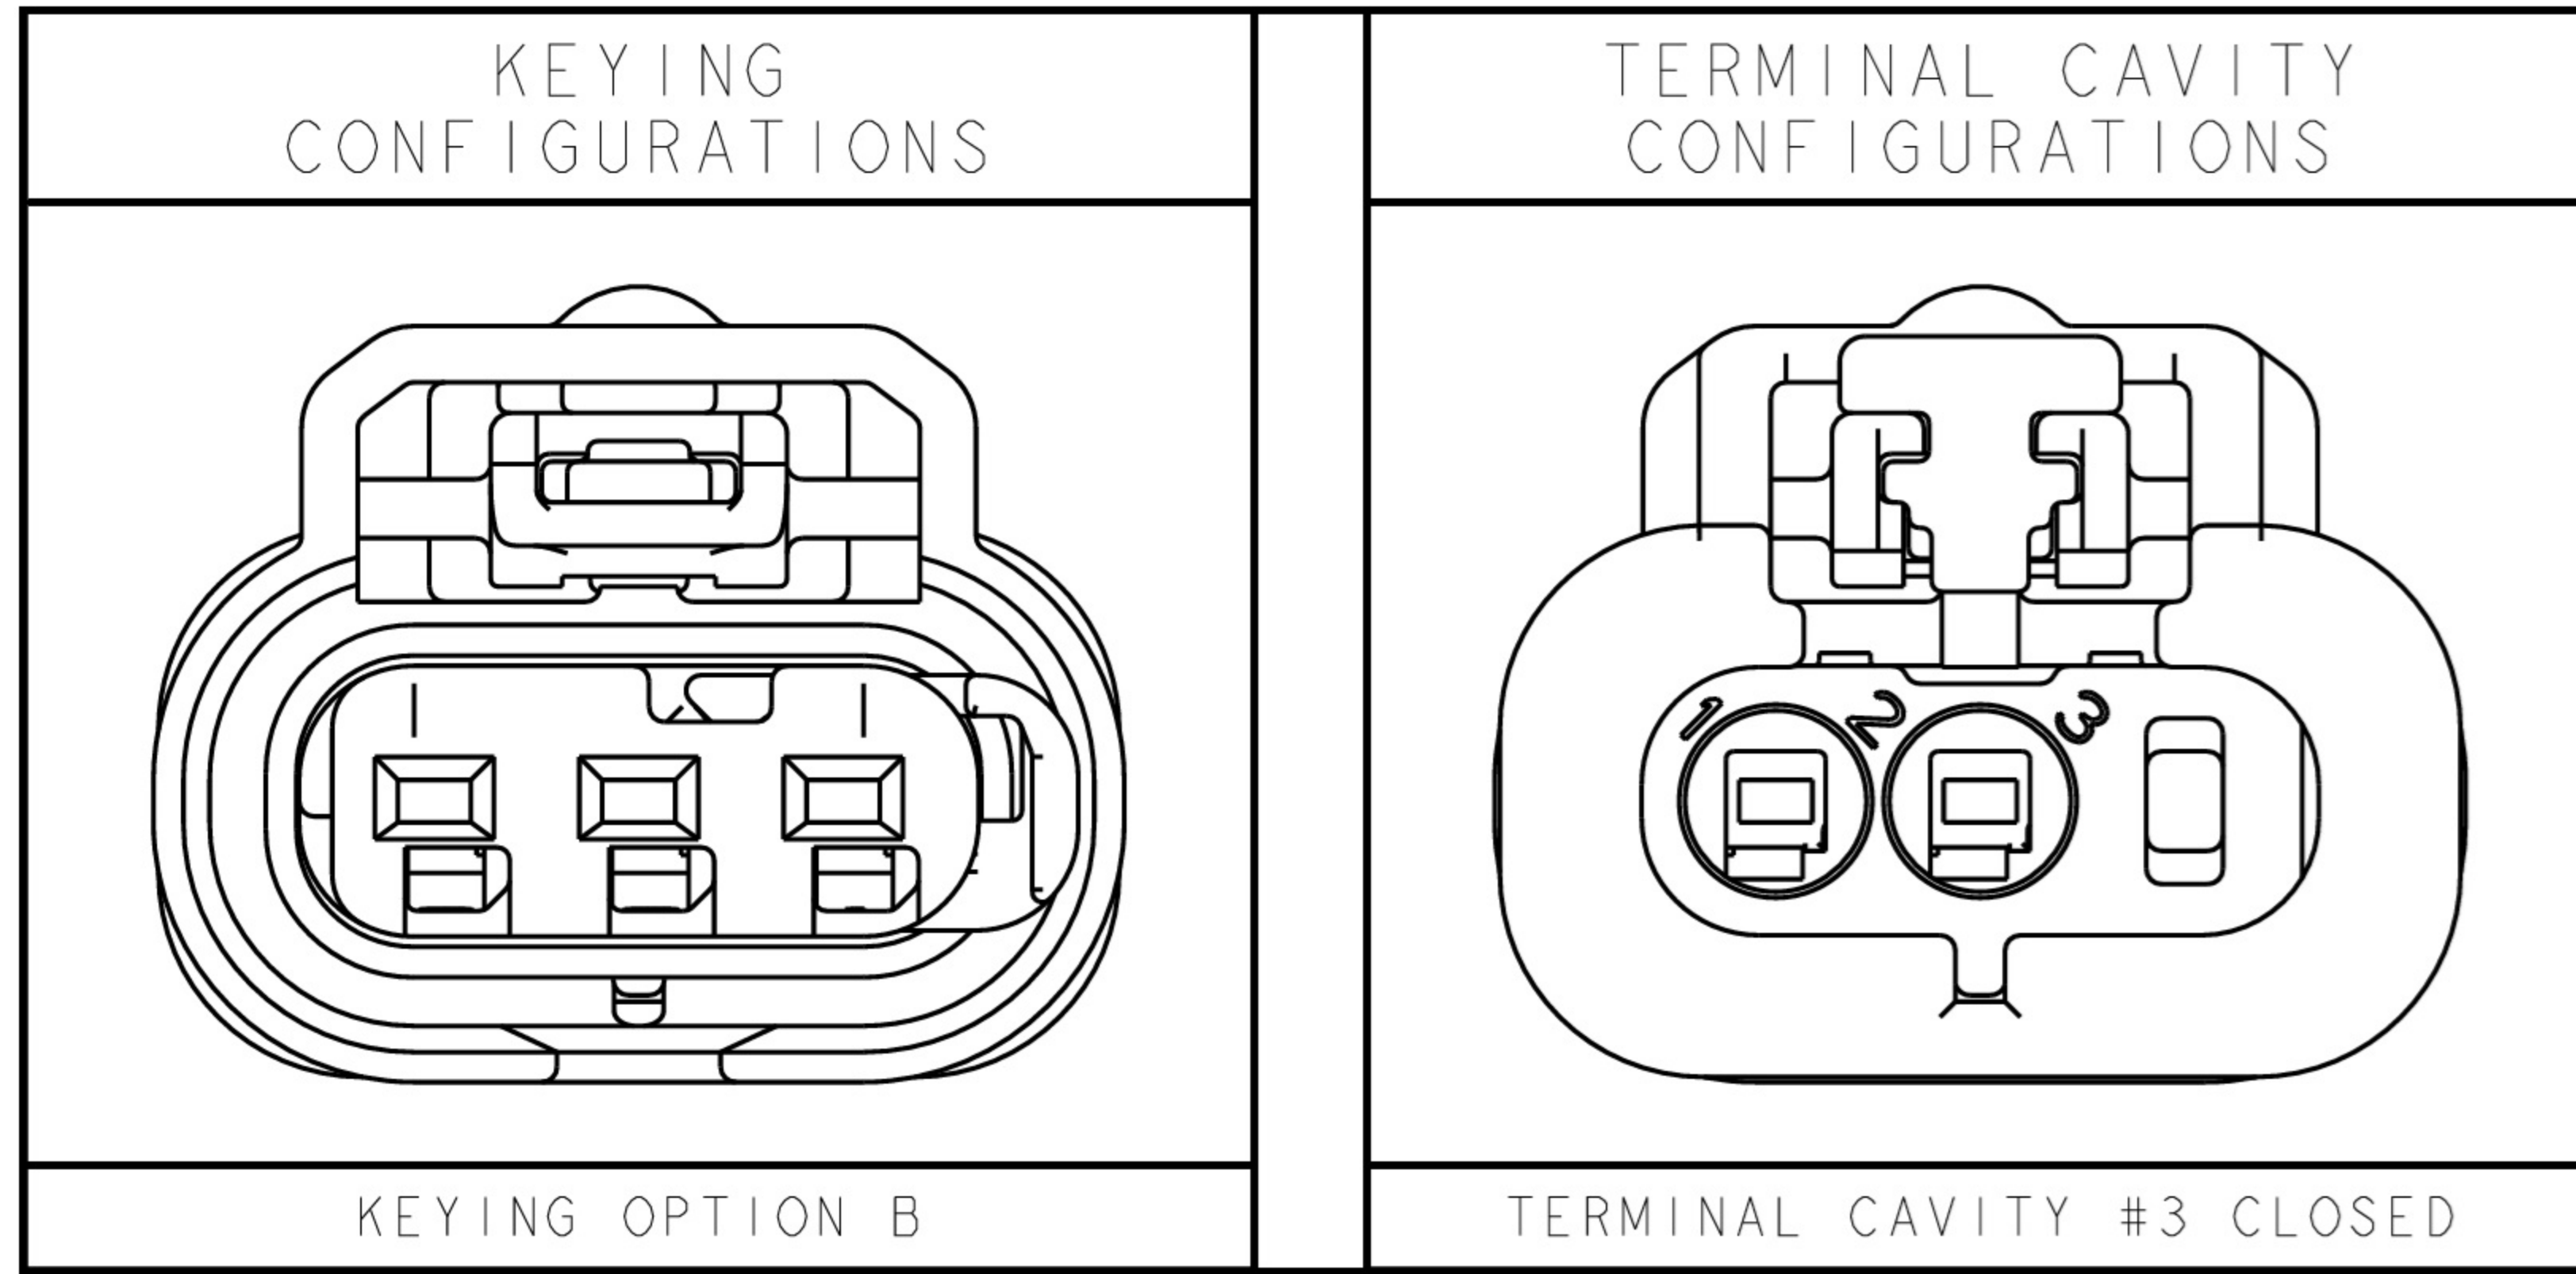 KEYING
CONFIGURATIONS
TERMINAL CAVITY
CONFIGURATIONS
1 2 3
KEYING OPTION B
TERMINAL CAVITY #3 CLOSED